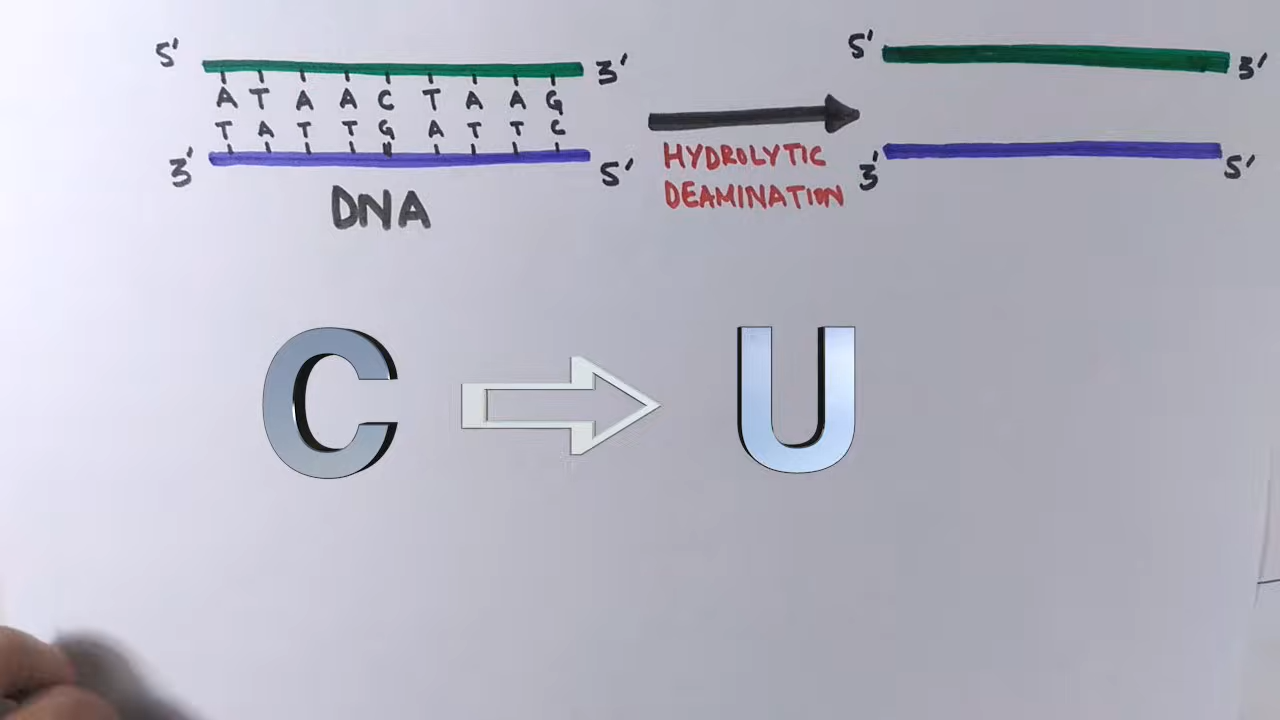 5' 3'
A T A A C T A A G
T A T T G A T T C
3' 5'
DNA
HYDROLYTIC
DEAMINATION
5' 3'
3' 5'
C U